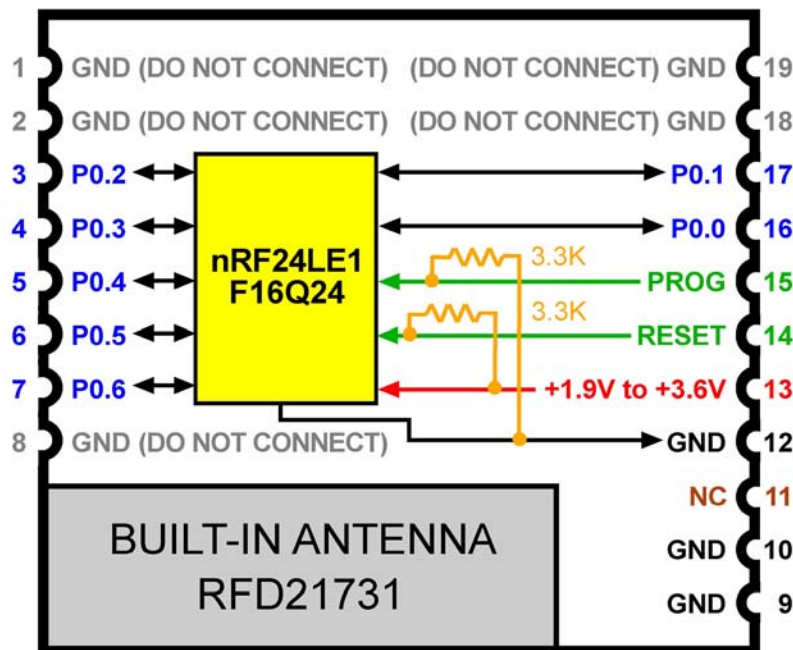 1 GND (DO NOT CONNECT) (DO NOT CONNECT) GND 19
2 GND (DO NOT CONNECT) (DO NOT CONNECT) GND 18
3 P0.2 P0.1 17
4 P0.3 P0.0 16
nRF24LE1
F16Q24
3.3K
5 P0.4 PROG 15
3.3K
6 P0.5 RESET 14
7 P0.6 +1.9V to +3.6V 13
8 GND (DO NOT CONNECT) GND 12
NC 11
BUILT-IN ANTENNA
RFD21731
GND 10
GND 9